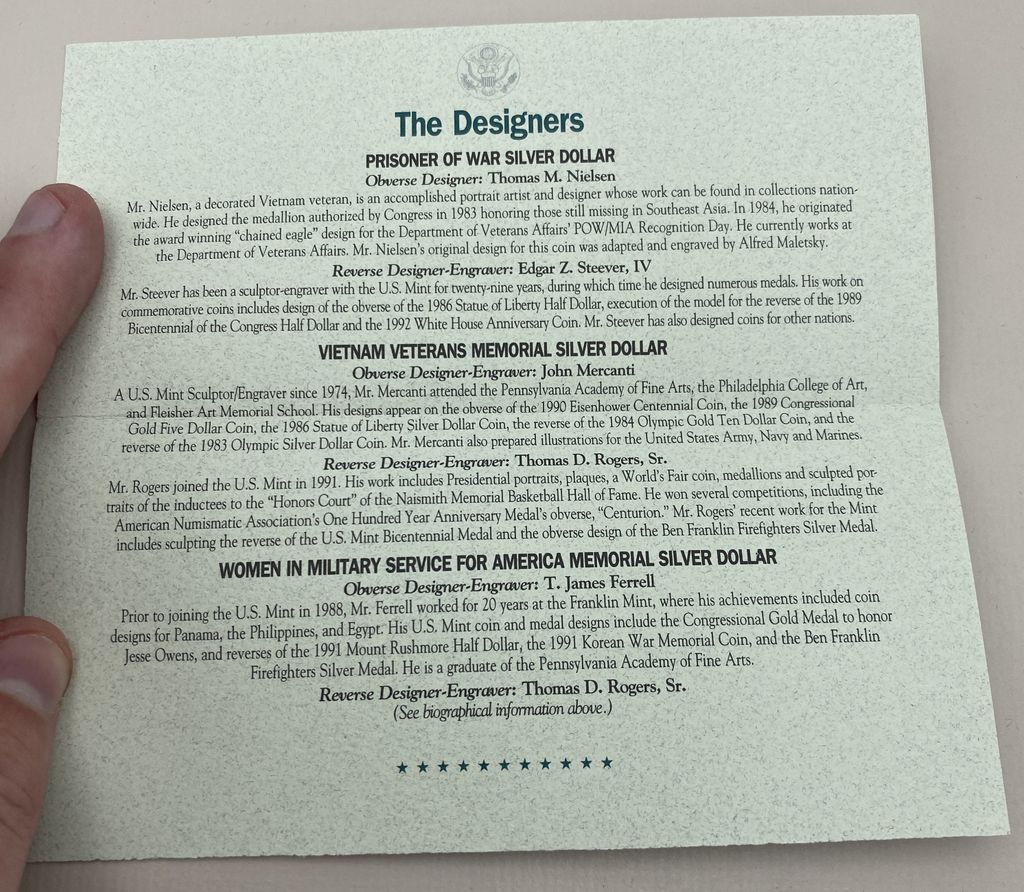 The Designers
PRISONER OF WAR SILVER DOLLAR
Obverse Designer: Thomas M. Nielsen
Mr. Nielsen, a decorated Vietnam veteran, is an accomplished portrait artist and designer whose work can be found in collections nation-
wide. He designed the medallion authorized by Congress in 1983 honoring those still missing in Southeast Asia. In 1984, he originated
the award winning “chained eagle” design for the Department of Veterans Affairs’ POW/MIA Recognition Day. He currently works at
the Department of Veterans Affairs. Mr. Nielsen’s original design for this coin was adapted and engraved by Alfred Maletsky.
Reverse Designer-Engraver: Edgar Z. Steever, IV
Mr. Steever has been a sculptor-engraver with the U.S. Mint for twenty-nine years, during which time he designed numerous medals. His work on
commemorative coins includes design of the obverse of the 1986 Statue of Liberty Half Dollar, execution of the model for the reverse of the 1989
Bicentennial of the Congress Half Dollar and the 1992 White House Anniversary Coin. Mr. Steever has also designed coins for other nations.
VIETNAM VETERANS MEMORIAL SILVER DOLLAR
Obverse Designer-Engraver: John Mercanti
A U.S. Mint Sculptor/Engraver since 1974, Mr. Mercanti attended the Pennsylvania Academy of Fine Arts, the Philadelphia College of Art,
and Fleisher Art Memorial School. His designs appear on the obverse of the 1990 Eisenhower Centennial Coin, the 1989 Congressional
Gold Five Dollar Coin, the 1986 Statue of Liberty Silver Dollar Coin, the reverse of the 1984 Olympic Gold Ten Dollar Coin, and the
reverse of the 1983 Olympic Silver Dollar Coin. Mr. Mercanti also prepared illustrations for the United States Army, Navy and Marines.
Reverse Designer-Engraver: Thomas D. Rogers, Sr.
Mr. Rogers joined the U.S. Mint in 1991. His work includes Presidential portraits, plaques, a World’s Fair coin, medallions and sculpted por-
traits of the inductees to the “Honors Court” of the Naismith Memorial Basketball Hall of Fame. He won several competitions, including the
American Numismatic Association’s One Hundred Year Anniversary Medal’s obverse, “Centurion.” Mr. Rogers’ recent work for the Mint
includes sculpting the reverse of the U.S. Mint Bicentennial Medal and the obverse design of the Ben Franklin Firefighters Silver Medal.
WOMEN IN MILITARY SERVICE FOR AMERICA MEMORIAL SILVER DOLLAR
Obverse Designer-Engraver: T. James Ferrell
Prior to joining the U.S. Mint in 1988, Mr. Ferrell worked for 20 years at the Franklin Mint, where his achievements included coin
designs for Panama, the Philippines, and Egypt. His U.S. Mint coin and medal designs include the Congressional Gold Medal to honor
Jesse Owens, and reverses of the 1991 Mount Rushmore Half Dollar, the 1991 Korean War Memorial Coin, and the Ben Franklin
Firefighters Silver Medal. He is a graduate of the Pennsylvania Academy of Fine Arts.
Reverse Designer-Engraver: Thomas D. Rogers, Sr.
(See biographical information above.)